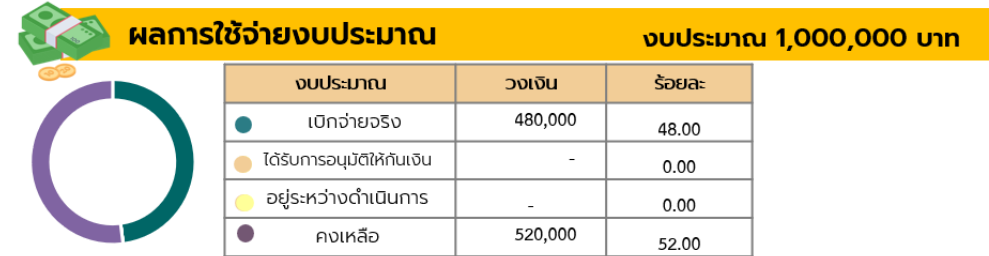 ผลการใช้จ่ายงบประมาณ งบประมาณ 1,000,000 บาท
งบประมาณ วงเงิน ร้อยละ
เบิกจ่ายจริง 480,000 48.00
ได้รับการอนุมัติให้กันเงิน - 0.00
อยู่ระหว่างดำเนินการ - 0.00
คงเหลือ 520,000 52.00